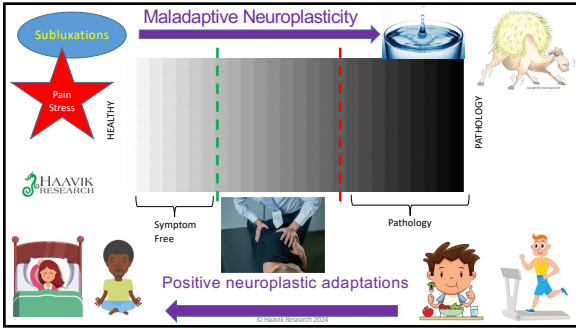 Subluxations
Maladaptive Neuroplasticity
Pain
Stress
HEALTHY
PATHOLOGY
HAAVIK
RESEARCH
Symptom
Free
Pathology
Positive neuroplastic adaptations
© Haavik Research 2024